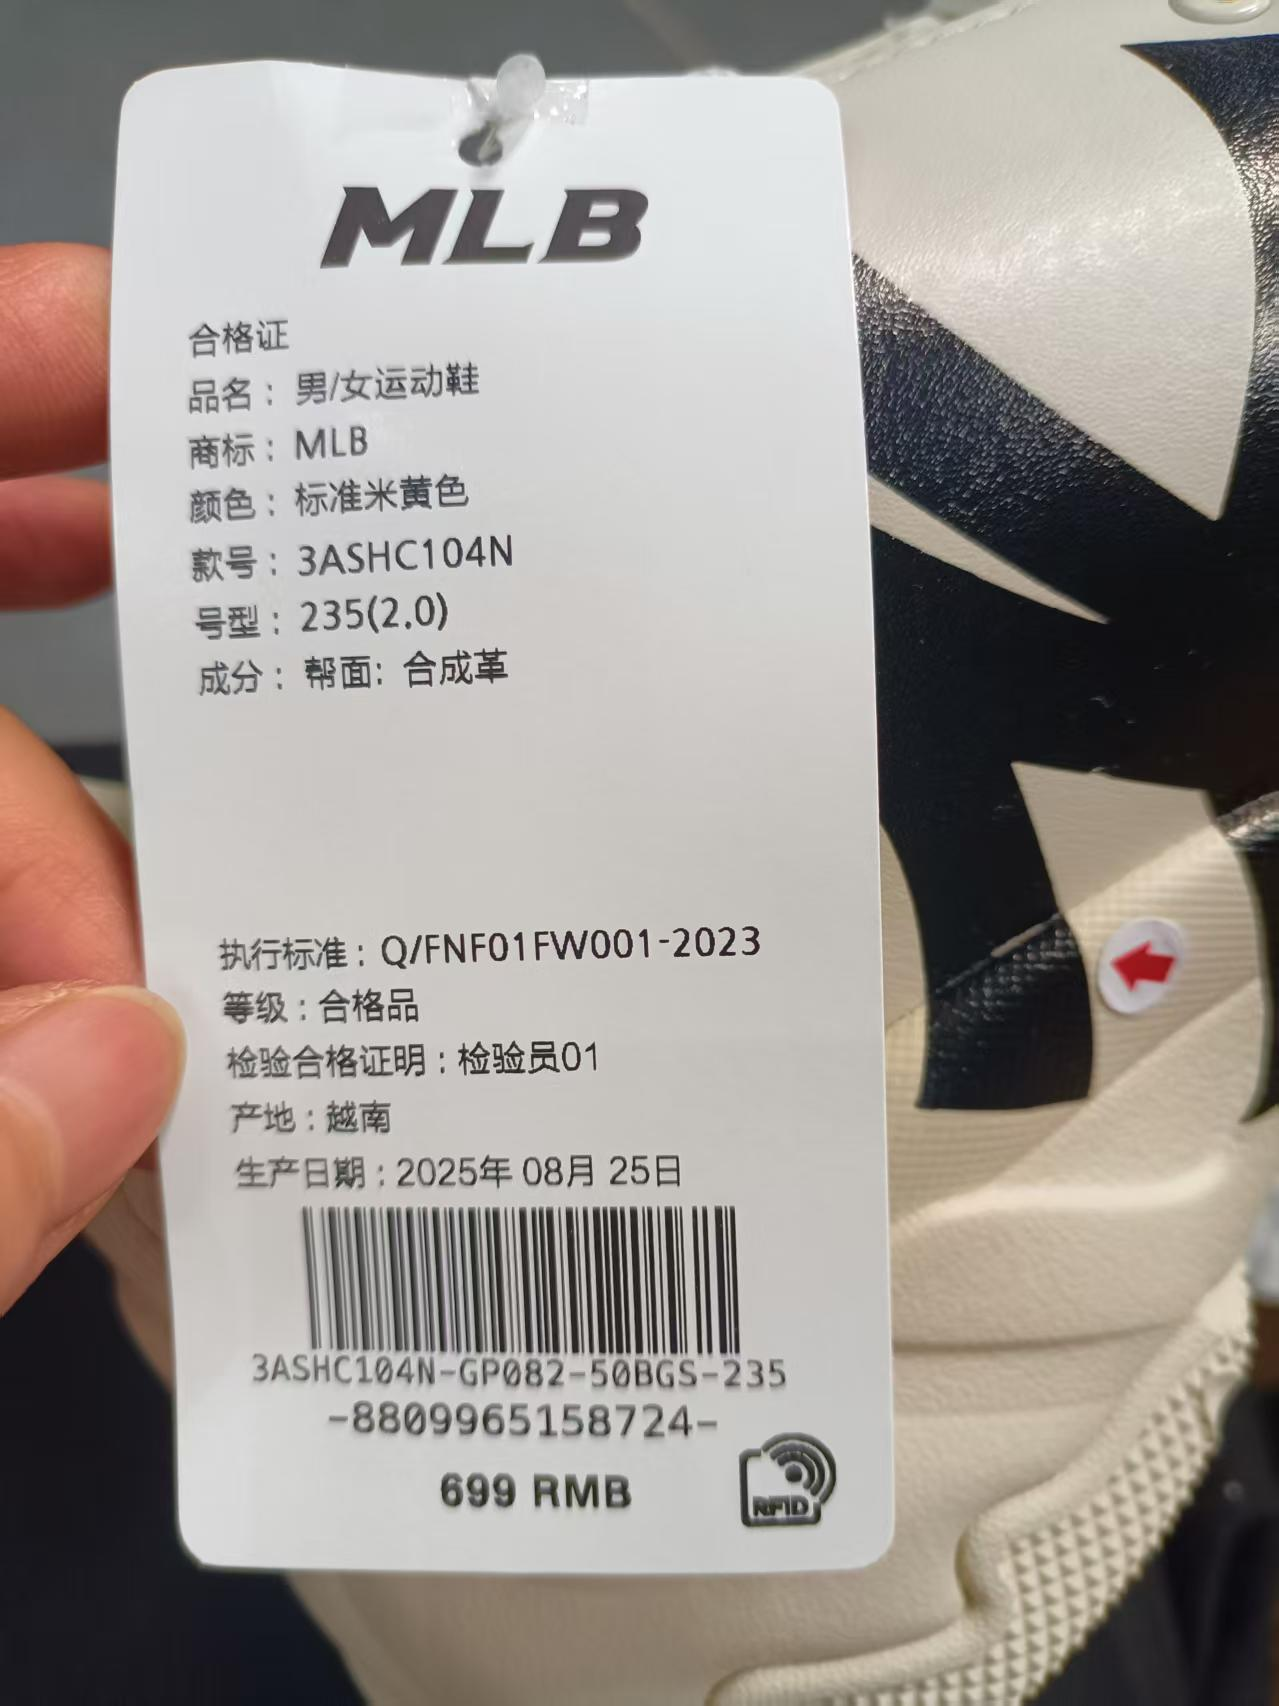 MLB
合格证
品名：男/女运动鞋
商标：MLB
颜色：标准米黄色
款号：3ASHC104N
号型：235(2.0)
成分：帮面：合成革
执行标准：Q/FNF01FW001-2023
等级：合格品
检验合格证明：检验员01
产地：越南
生产日期：2025年 08月 25日
3ASHC104N-GP082-50BGS-235
-8809965158724-
699 RMB
RFID